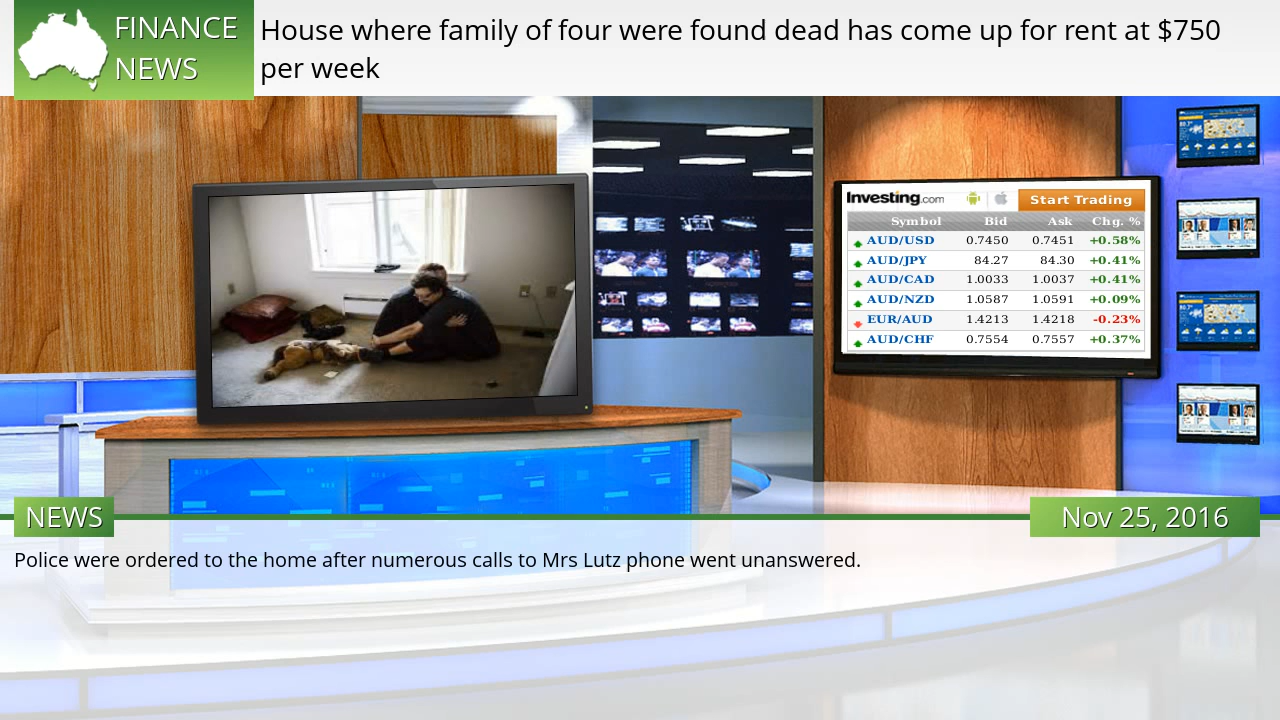 FINANCE
NEWS
House where family of four were found dead has come up for rent at $750
per week
Investing.com
Start Trading
Symbol Bid Ask Chg. %
AUD/USD 0.7450 0.7451 +0.58%
AUD/JPY 84.27 84.30 +0.41%
AUD/CAD 1.0033 1.0037 +0.41%
AUD/NZD 1.0587 1.0591 +0.09%
EUR/AUD 1.4213 1.4218 -0.23%
AUD/CHF 0.7554 0.7557 +0.37%
NEWS
Nov 25, 2016
Police were ordered to the home after numerous calls to Mrs Lutz phone went unanswered.